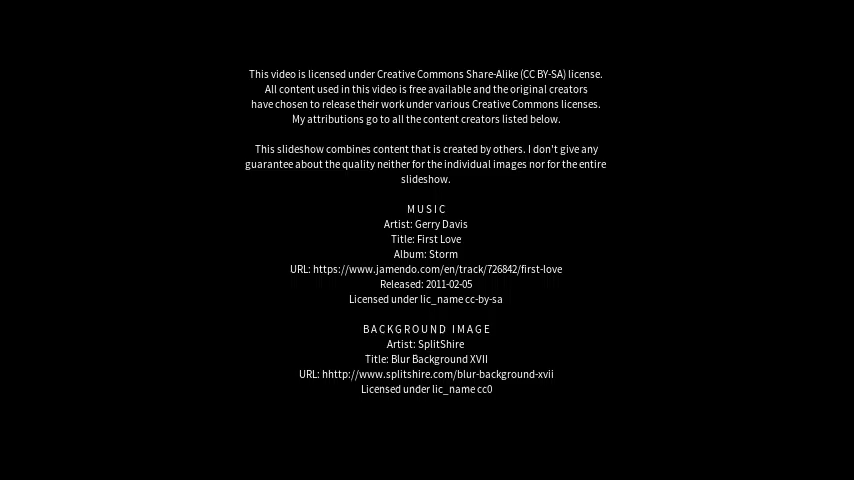 This video is licensed under Creative Commons Share-Alike (CC BY-SA) license.
All content used in this video is free available and the original creators
have chosen to release their work under various Creative Commons licenses.
My attributions go to all the content creators listed below.
This slideshow combines content that is created by others. I don't give any
guarantee about the quality neither for the individual images nor for the entire
slideshow.
MUSIC
Artist: Gerry Davis
Title: First Love
Album: Storm
URL: https://www.jamendo.com/en/track/726842/first-love
Released: 2011-02-05
Licensed under lic_name cc-by-sa
BACKGROUND IMAGE
Artist: SplitShire
Title: Blur Background XVII
URL: hhttp://www.splitshire.com/blur-background-xvii
Licensed under lic_name cc0